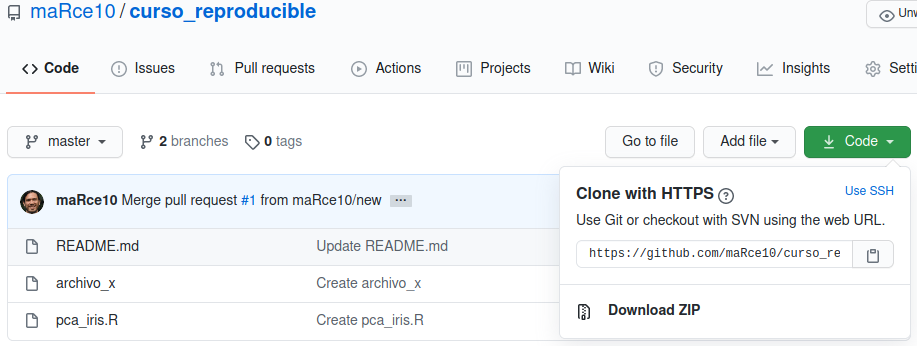 maRce10 / curso_reproducible
Unw
Code Issues Pull requests Actions Projects Wiki Security Insights Setti
master 2 branches 0 tags Go to file Add file Code
maRce10 Merge pull request #1 from maRce10/new ...
README.md Update README.md
archivo_x Create archivo_x
pca_iris.R Create pca_iris.R
Clone with HTTPS ? Use SSH
Use Git or checkout with SVN using the web URL.
https://github.com/maRce10/curso_re
Download ZIP